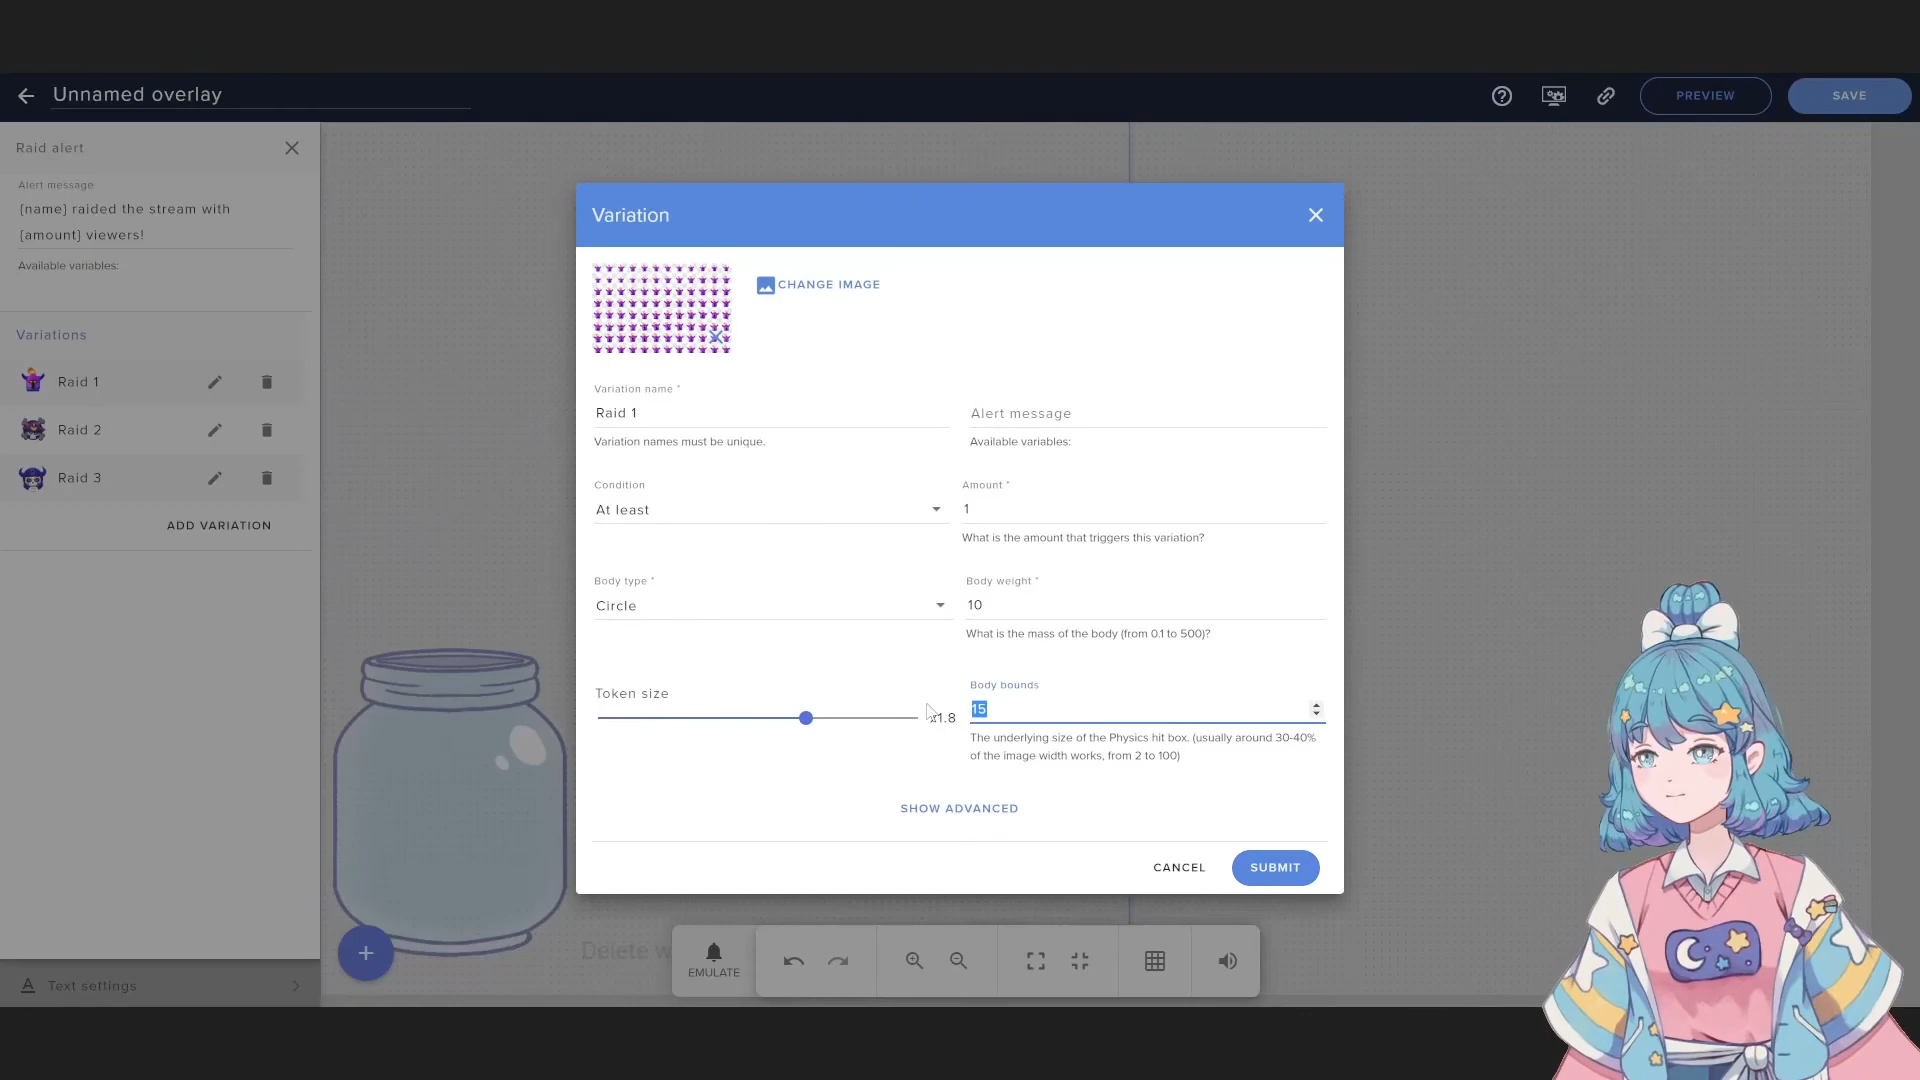 Unnamed overlay
PREVIEW
SAVE
Raid alert
Alert message
{name} raided the stream with
{amount} viewers!
Available variables:
Variations
Raid 1
Raid 2
Raid 3
ADD VARIATION
Text settings
Variation
CHANGE IMAGE
Variation name *
Raid 1
Variation names must be unique.
Alert message
Available variables:
Condition
At least
Amount *
1
What is the amount that triggers this variation?
Body type *
Circle
Body weight *
10
What is the mass of the body (from 0.1 to 500)?
Token size
x1.8
Body bounds
15
The underlying size of the Physics hit box. (usually around 30-40%
of the image width works, from 2 to 100)
SHOW ADVANCED
CANCEL
SUBMIT
Delete
EMULATE